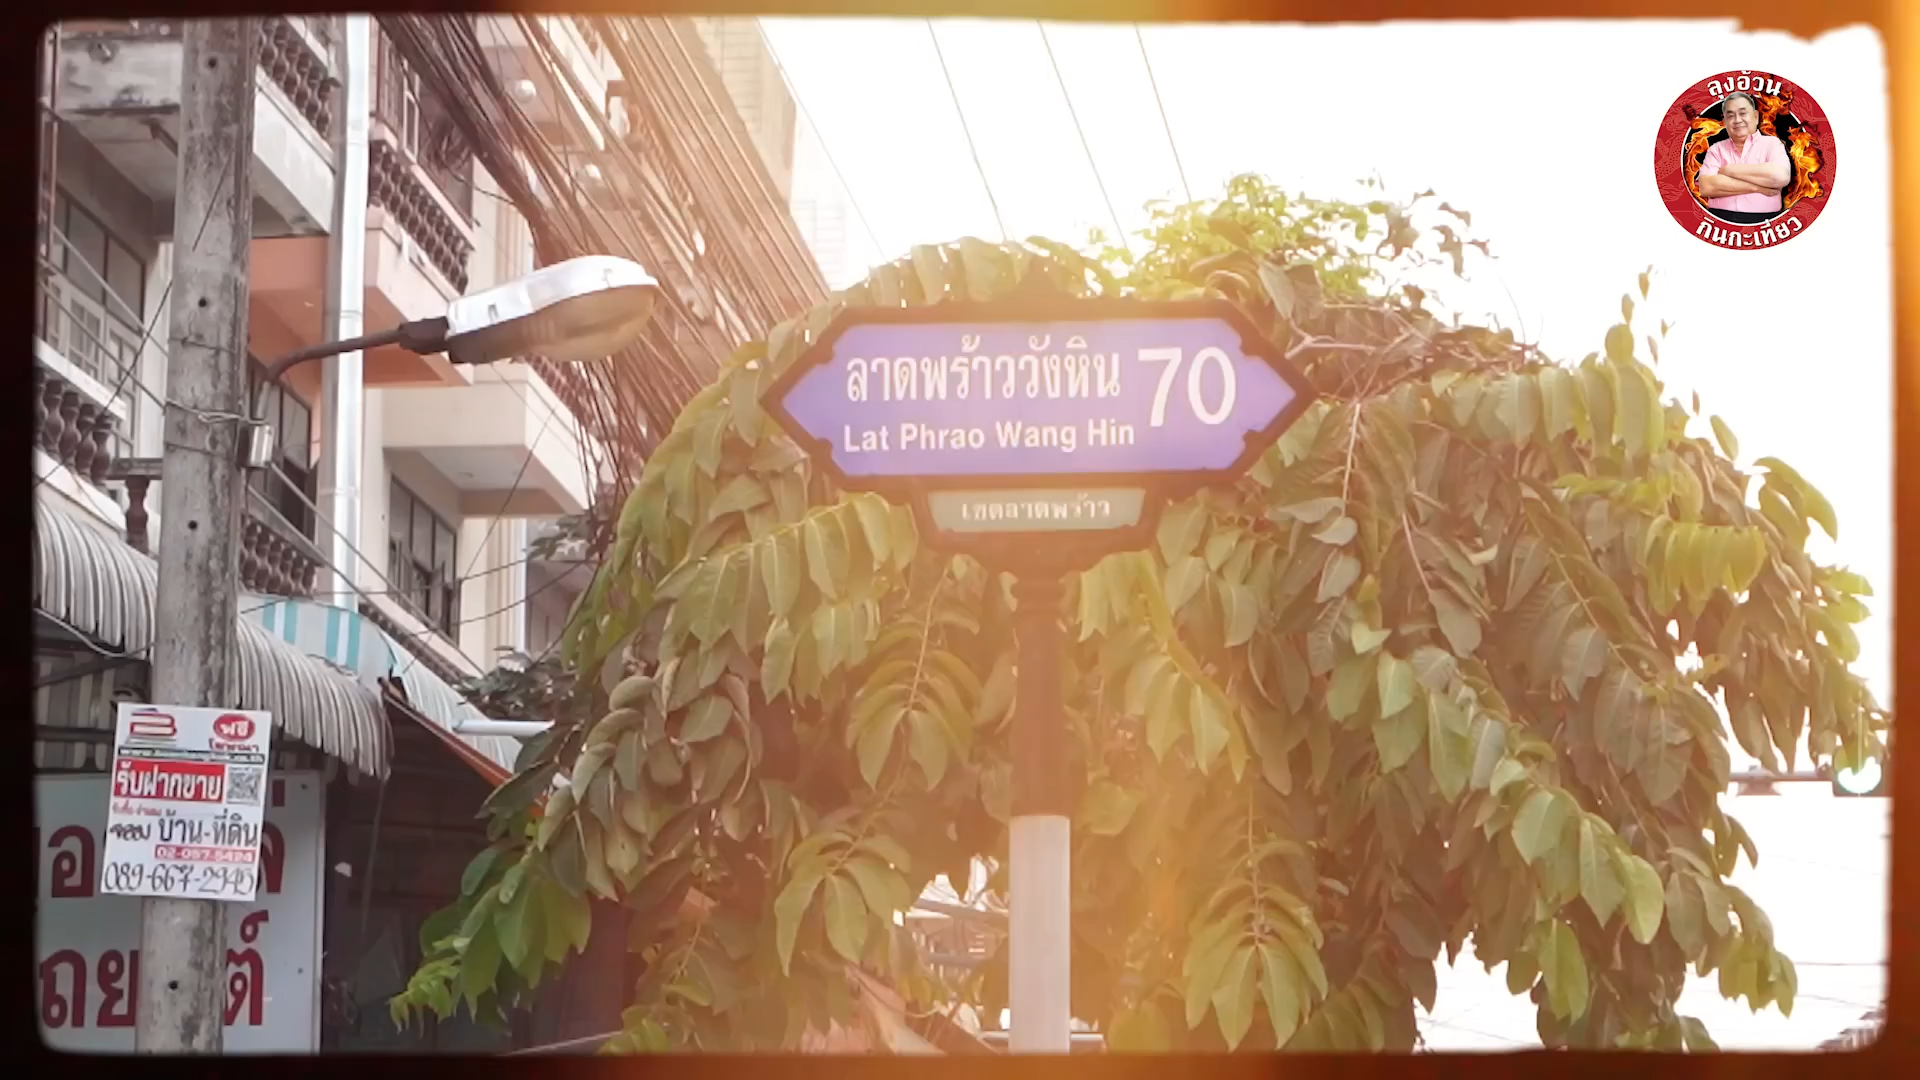 ลุงอ้วน
กินกะเที่ยว
ลาดพร้าววังหิน 70
Lat Phrao Wang Hin
เขตลาดพร้าว
ฟรี
รับฝากขาย
บ้าน-ที่ดิน
02-057-5424
089-667-2945